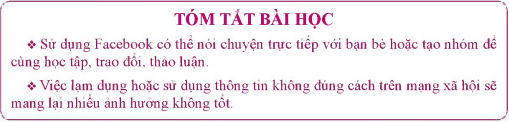 TÓM TẮT BÀI HỌC
❖ Sử dụng Facebook có thể nói chuyện trực tiếp với bạn bè hoặc tạo nhóm để
cùng học tập, trao đổi, thảo luận.
❖ Việc lạm dụng hoặc sử dụng thông tin không đúng cách trên mạng xã hội sẽ
mang lại nhiều ảnh hưởng không tốt.